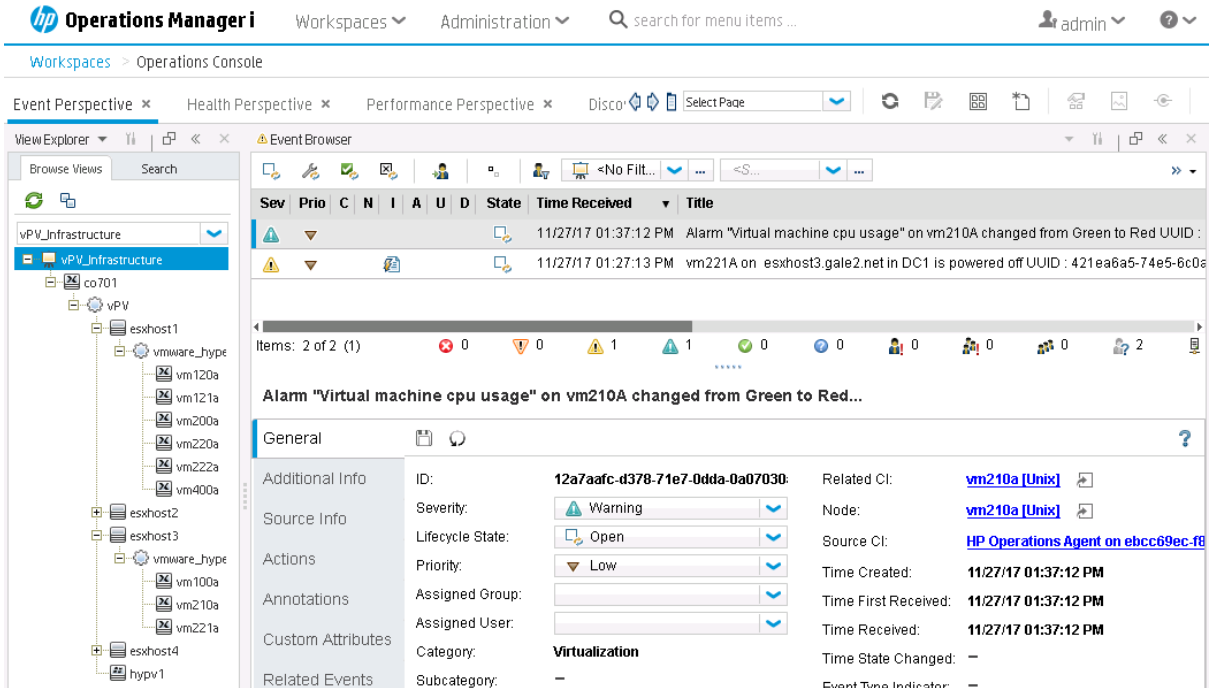 hp Operations Manager i Workspaces Administration search for menu items ... admin ?
Workspaces > Operations Console
Event Perspective × Health Perspective × Performance Perspective × Disco Select Page
View Explorer
Event Browser
Browse Views Search
<No Filt... ... <S... ...
Sev Prio C N I A U D State Time Received Title
vPV_Infrastructure
11/27/17 01:37:12 PM Alarm "Virtual machine cpu usage" on vm210A changed from Green to Red UUID :
11/27/17 01:27:13 PM vm221A on esxhost3.gale2.net in DC1 is powered off UUID : 421ea6a5-74e5-6c0a
vPV_Infrastructure
co701
vPV
esxhost1
vmware_hype
vm120a
vm121a
vm200a
vm220a
vm222a
vm400a
esxhost2
esxhost3
vmware_hype
vm100a
vm210a
vm221a
esxhost4
hypv1
Items: 2 of 2 (1) 0 0 1 1 0 0 0 0 0 2
Alarm "Virtual machine cpu usage" on vm210A changed from Green to Red...
General
Additional Info
Source Info
Actions
Annotations
Custom Attributes
Related Events
?
ID: 12a7aafc-d378-71e7-0dda-0a07030
Severity: Warning
Lifecycle State: Open
Priority: Low
Assigned Group:
Assigned User:
Category: Virtualization
Subcategory: –
Related CI: vm210a [Unix]
Node: vm210a [Unix]
Source CI: HP Operations Agent on ebcc69ec-f8
Time Created: 11/27/17 01:37:12 PM
Time First Received: 11/27/17 01:37:12 PM
Time Received: 11/27/17 01:37:12 PM
Time State Changed: –
Event Type Indicator: –